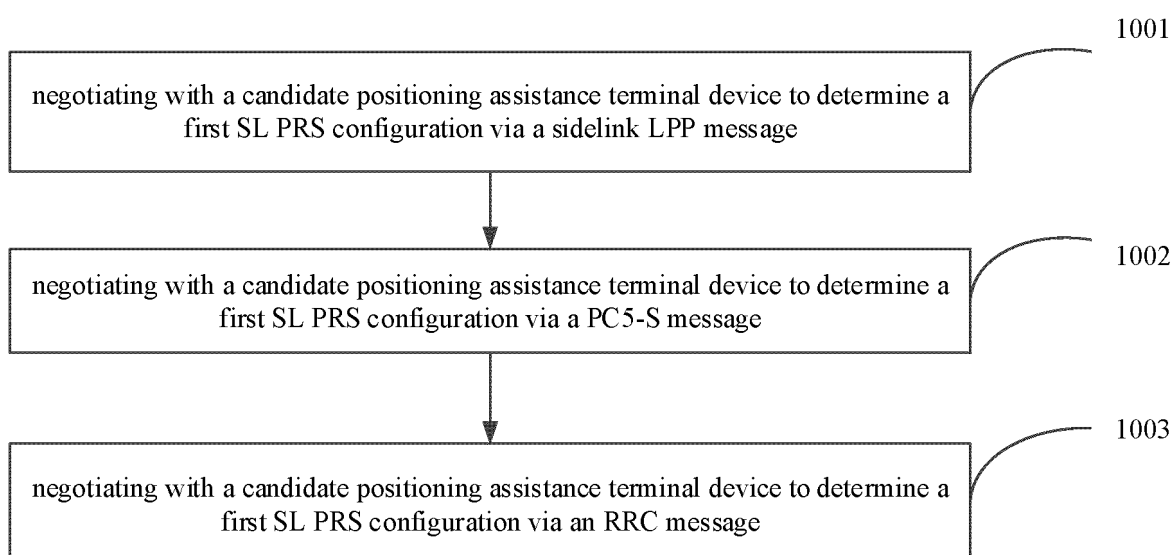 1001
negotiating with a candidate positioning assistance terminal device to determine a
first SL PRS configuration via a sidelink LPP message
1002
negotiating with a candidate positioning assistance terminal device to determine a
first SL PRS configuration via a PC5-S message
1003
negotiating with a candidate positioning assistance terminal device to determine a
first SL PRS configuration via an RRC message